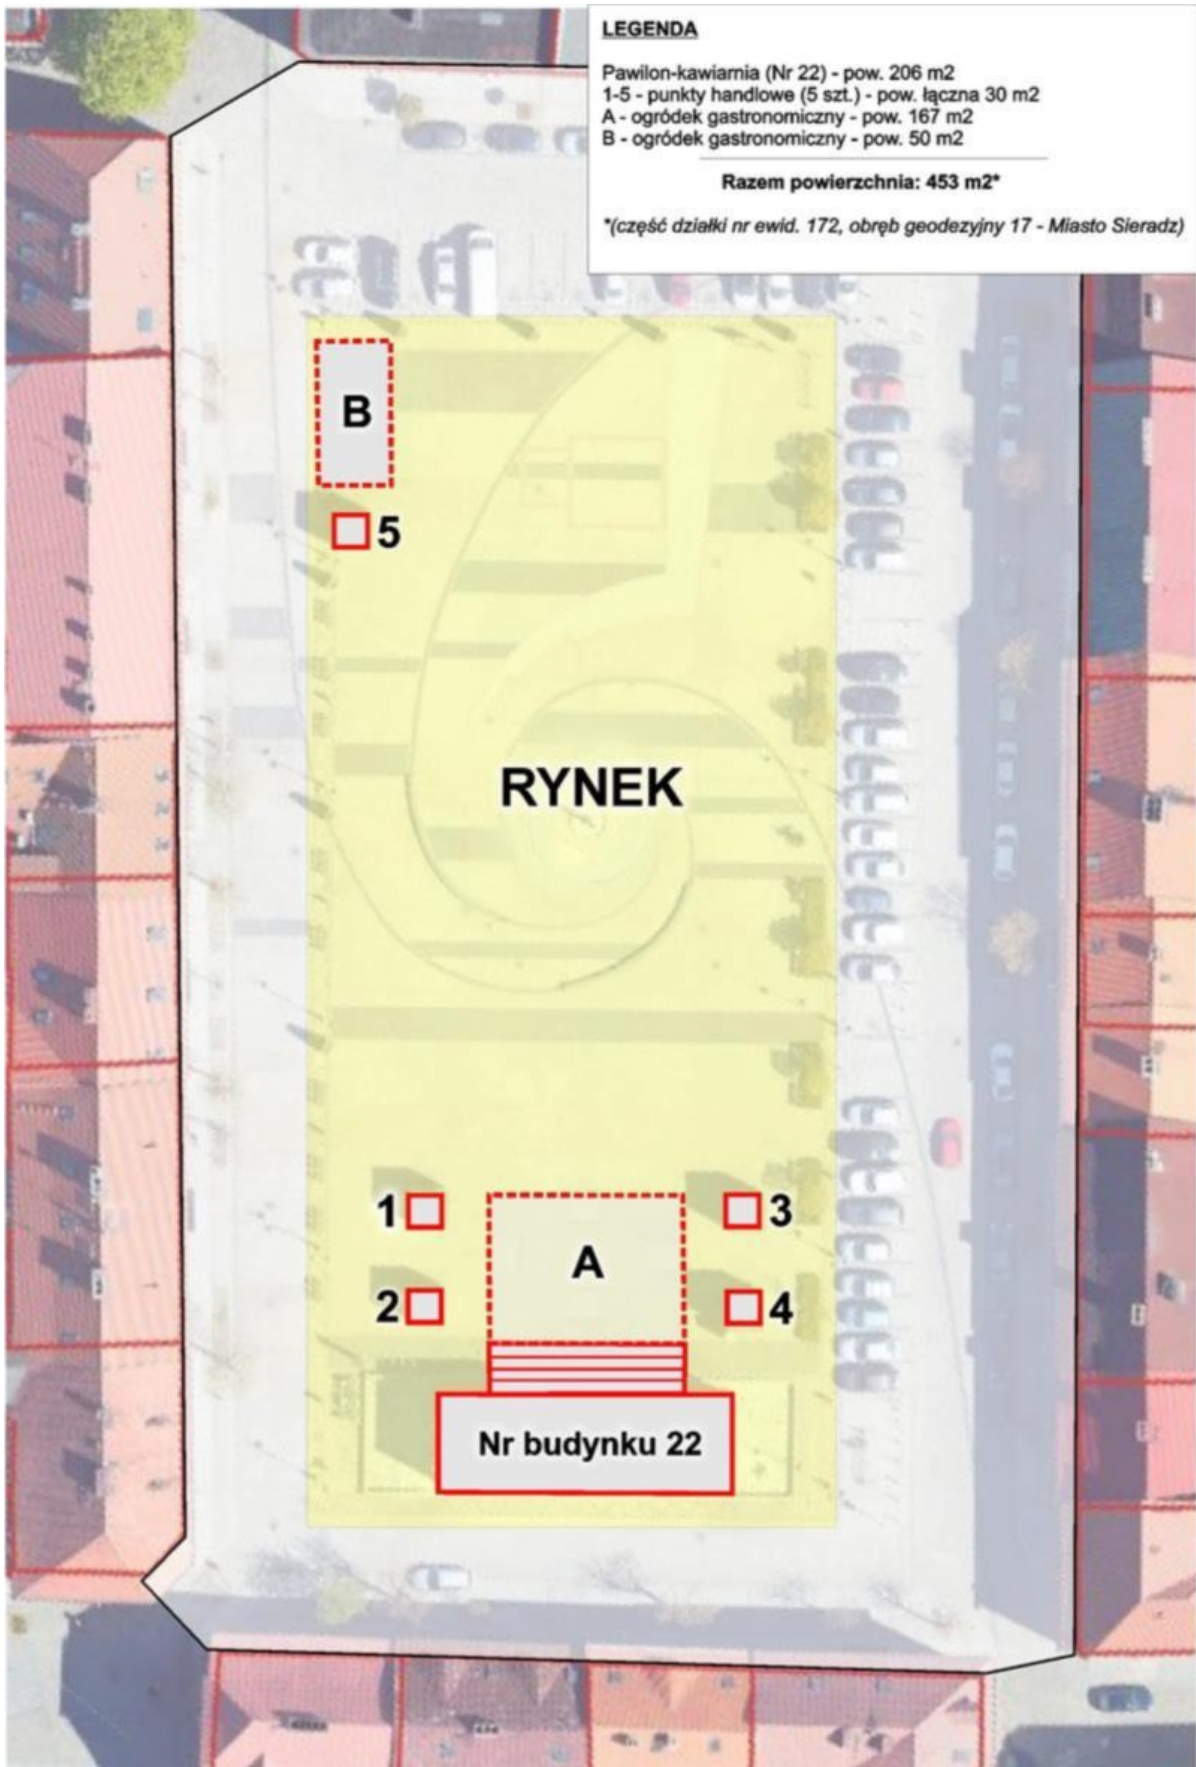 LEGENDA
Pawilon-kawiarnia (Nr 22) - pow. 206 m2
1-5 - punkty handlowe (5 szt.) - pow. łączna 30 m2
A - ogródek gastronomiczny - pow. 167 m2
B - ogródek gastronomiczny - pow. 50 m2
Razem powierzchnia: 453 m2*
*(część działki nr ewid. 172, obręb geodezyjny 17 - Miasto Sieradz)
B
5
RYNEK
1
3
A
2
4
Nr budynku 22